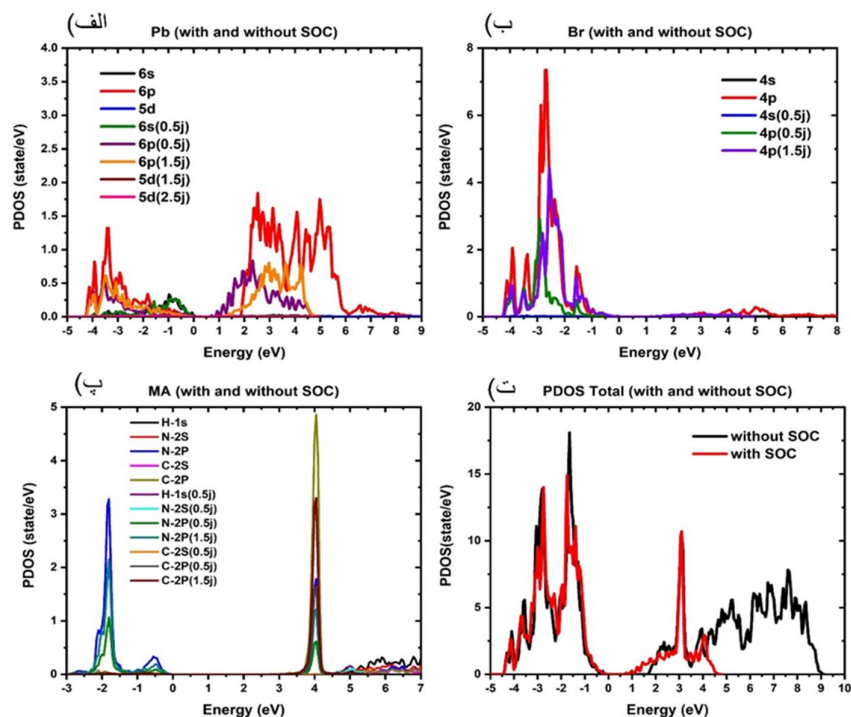 الف)
Pb (with and without SOC)
PDOS (state/eV)
4.0
3.5
3.0
2.5
2.0
1.5
1.0
0.5
0.0
6s
6p
5d
6s(0.5j)
6p(0.5j)
6p(1.5j)
5d(1.5j)
5d(2.5j)
-5 -4 -3 -2 -1 0 1 2 3 4 5 6 7 8 9
Energy (eV)
ب)
Br (with and without SOC)
PDOS (state/eV)
8
6
4
2
0
4s
4p
4s(0.5j)
4p(0.5j)
4p(1.5j)
-5 -4 -3 -2 -1 0 1 2 3 4 5 6 7 8
Energy (eV)
پ)
MA (with and without SOC)
PDOS (state/eV)
5
4
3
2
1
0
H-1s
N-2S
N-2P
C-2S
C-2P
H-1s(0.5j)
N-2S(0.5j)
N-2P(0.5j)
N-2P(1.5j)
C-2S(0.5j)
C-2P(0.5j)
C-2P(1.5j)
-3 -2 -1 0 1 2 3 4 5 6 7
Energy (eV)
ت)
PDOS Total (with and without SOC)
PDOS(state/eV)
20
15
10
5
0
without SOC
with SOC
-5 -4 -3 -2 -1 0 1 2 3 4 5 6 7 8 9 10
Energy (eV)